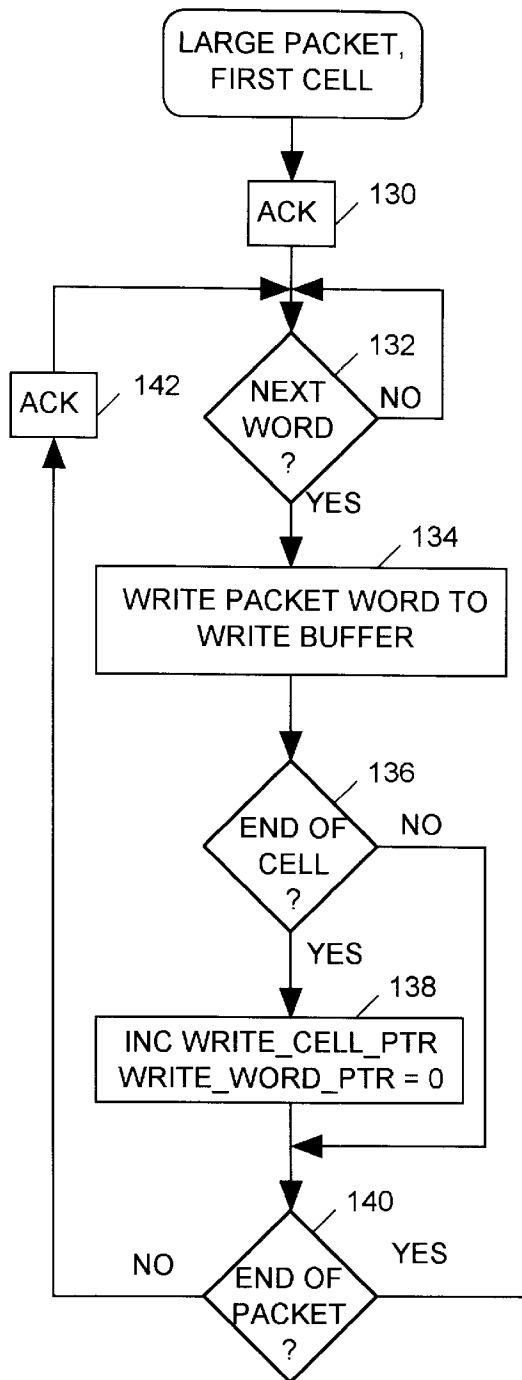 LARGE PACKET,
FIRST CELL
130
ACK
132
142
ACK
NEXT
WORD
?
NO
YES
134
WRITE PACKET WORD TO
WRITE BUFFER
136
END OF
CELL
?
NO
YES
138
INC WRITE_CELL_PTR
WRITE_WORD_PTR = 0
140
NO
YES
END OF
PACKET
?